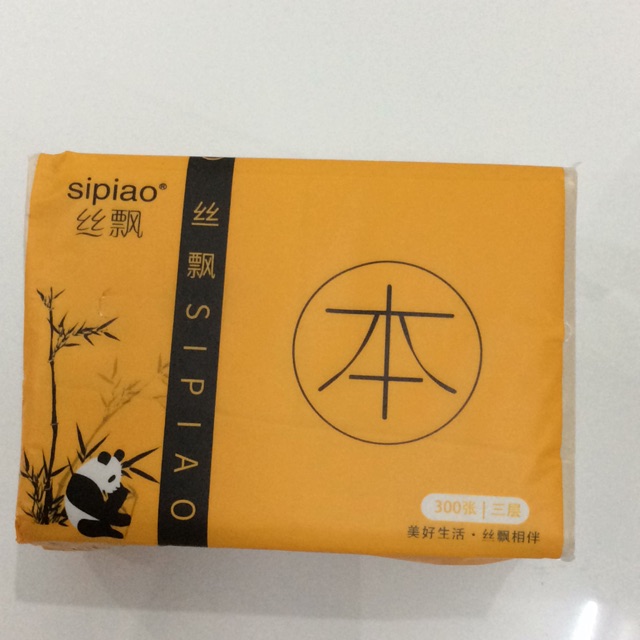 sipiao®
丝飘
丝飘 SIPIAO
本
300张|三层
美好生活·丝飘相伴